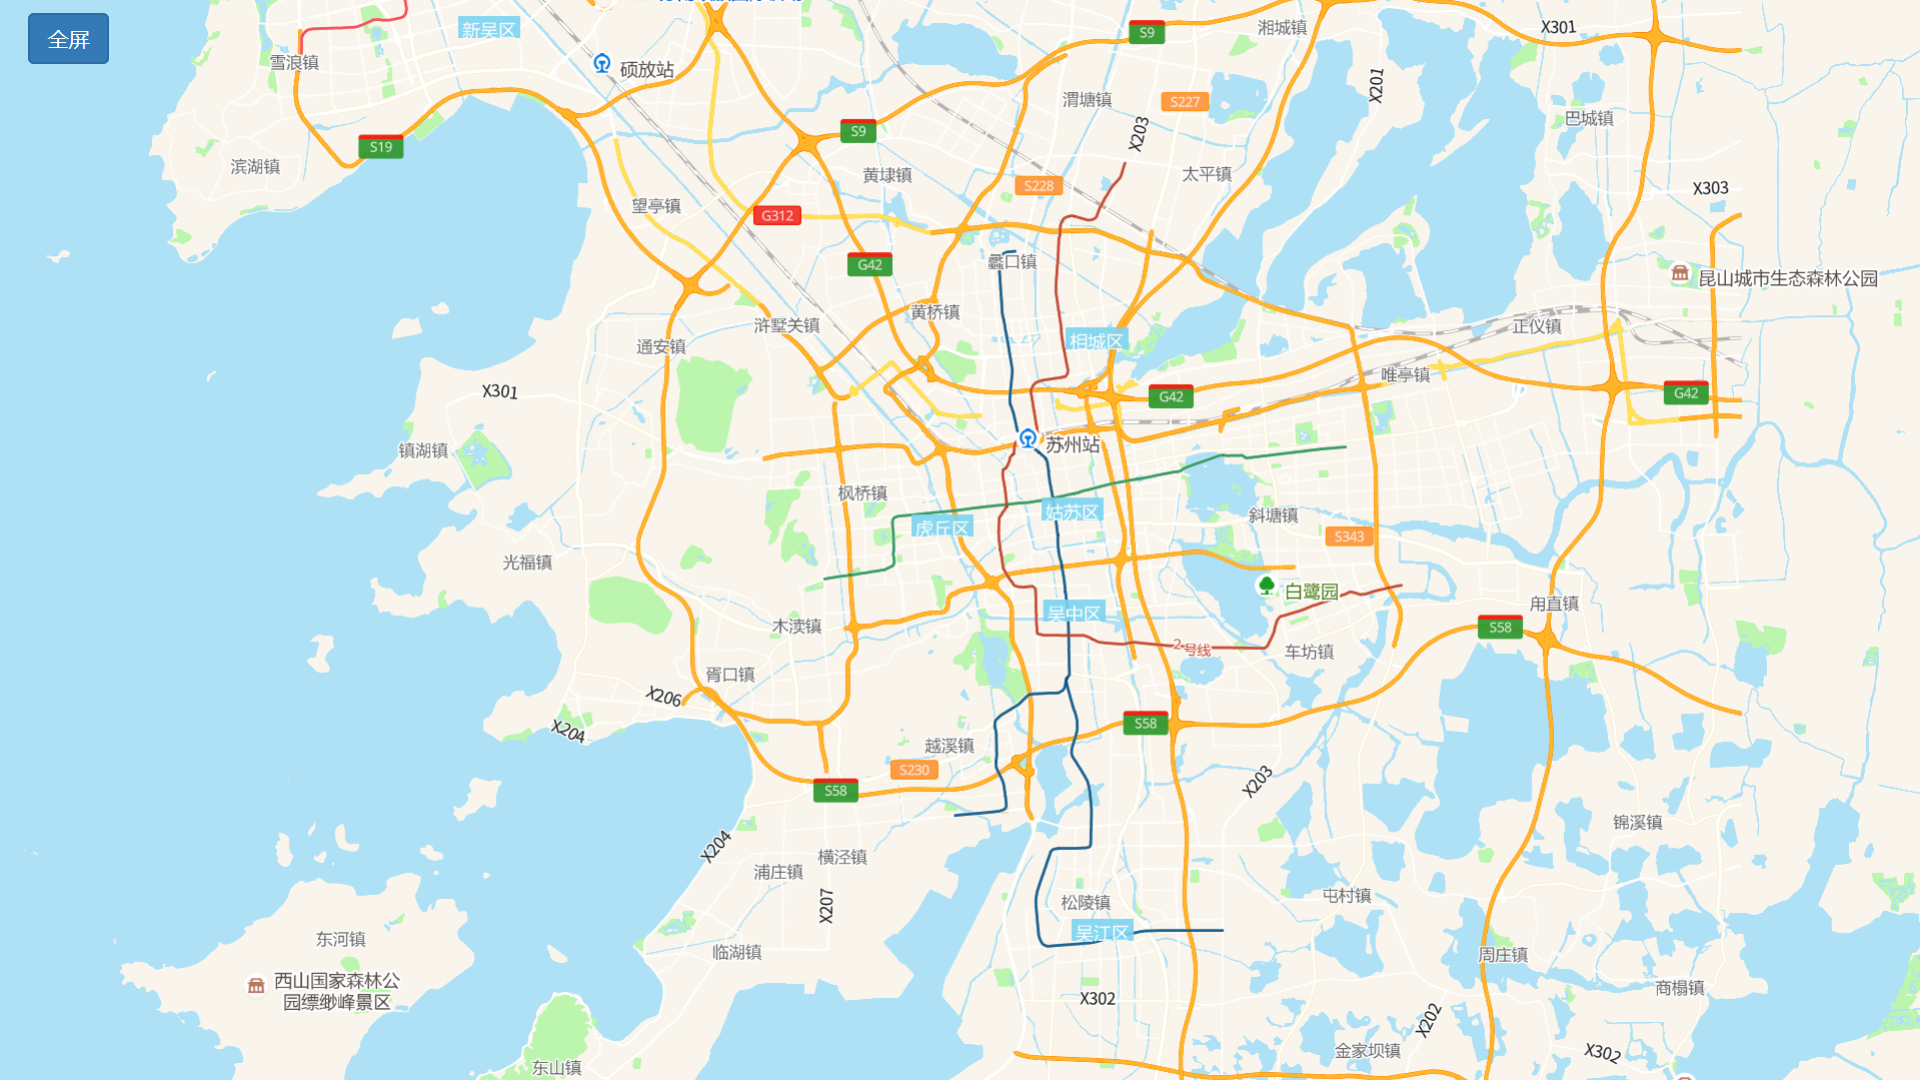 全屏
新吴区
雪浪镇
硕放站
S9
湘城镇
X301
X201
渭塘镇
S227
巴城镇
S19
S9
X203
滨湖镇
黄埭镇
太平镇
S228
X303
望亭镇
G312
G42
蠡口镇
昆山城市生态森林公园
浒墅关镇
黄桥镇
相城区
正仪镇
通安镇
唯亭镇
X301
G42
G42
镇湖镇
苏州站
枫桥镇
虎丘区
姑苏区
斜塘镇
S343
光福镇
白鹭园
甪直镇
木渎镇
吴中区
S58
2号线
车坊镇
胥口镇
X206
X204
S58
越溪镇
S230
S58
X203
锦溪镇
X204
横泾镇
浦庄镇
X207
松陵镇
屯村镇
吴江区
东河镇
临湖镇
周庄镇
西山国家森林公
园缥缈峰景区
商榻镇
X302
X202
金家坝镇
X302
东山镇